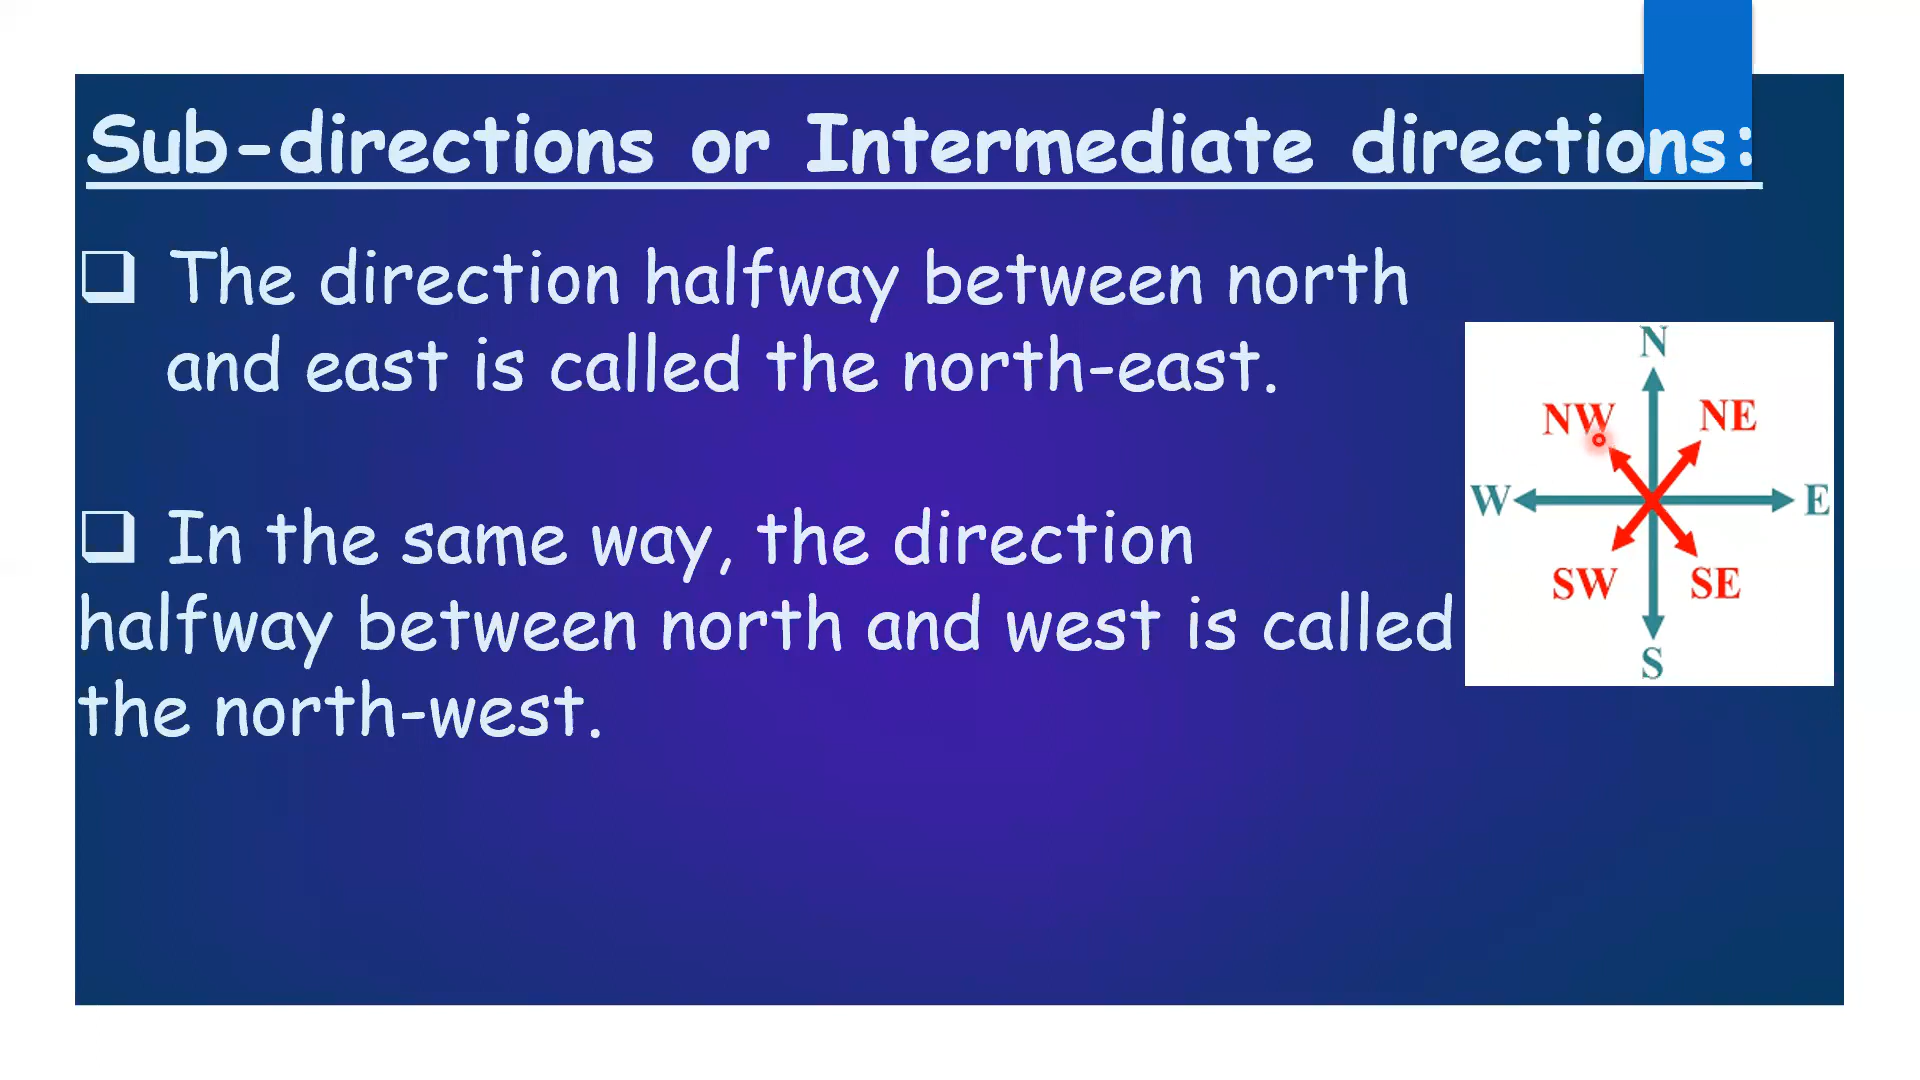 Sub-directions or Intermediate directions:
❑ The direction halfway between north
and east is called the north-east.
❑ In the same way, the direction
halfway between north and west is called
the north-west.
N
NW NE
W E
SW SE
S